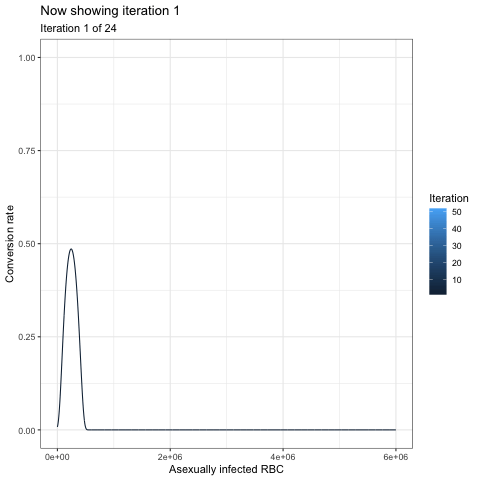 Now showing iteration 1
Iteration 1 of 24
1.00
0.75
0.50
0.25
0.00
Conversion rate
0e+00 2e+06 4e+06 6e+06
Asexually infected RBC
Iteration
50
40
30
20
10